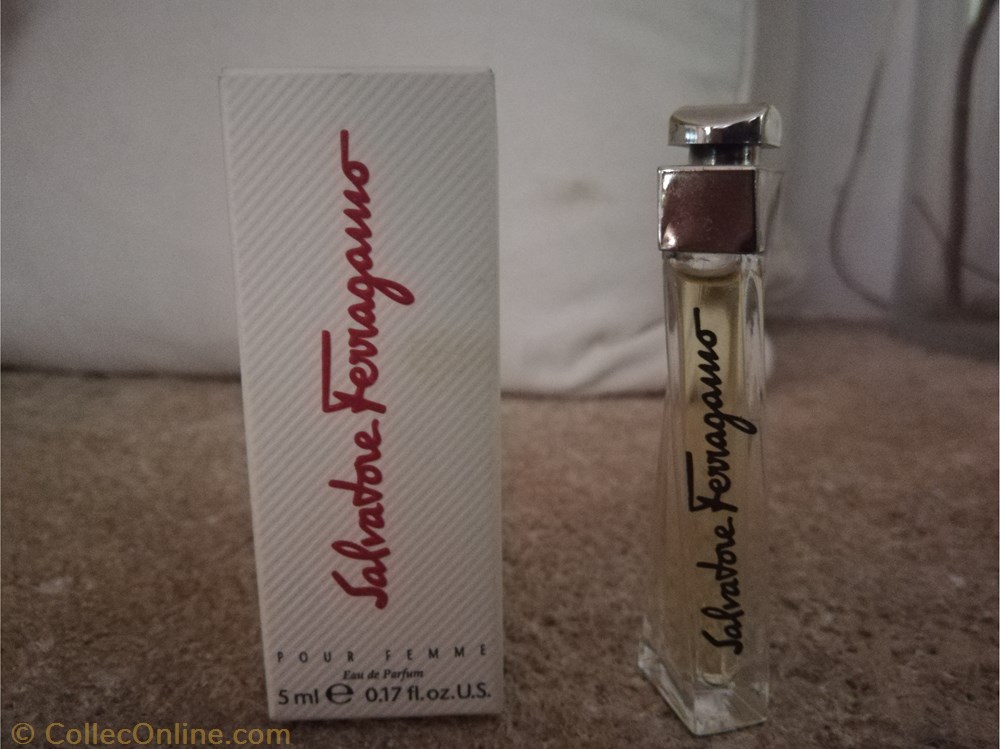 Salvatore Ferragamo
POUR FEMME
Eau de Parfum
5 ml e 0.17 fl.oz.U.S.
Salvatore Ferragamo
© CollecOnline.com